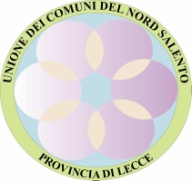 UNIONE DEI COMUNI DEL NORD SALENTO
PROVINCIA DI LECCE